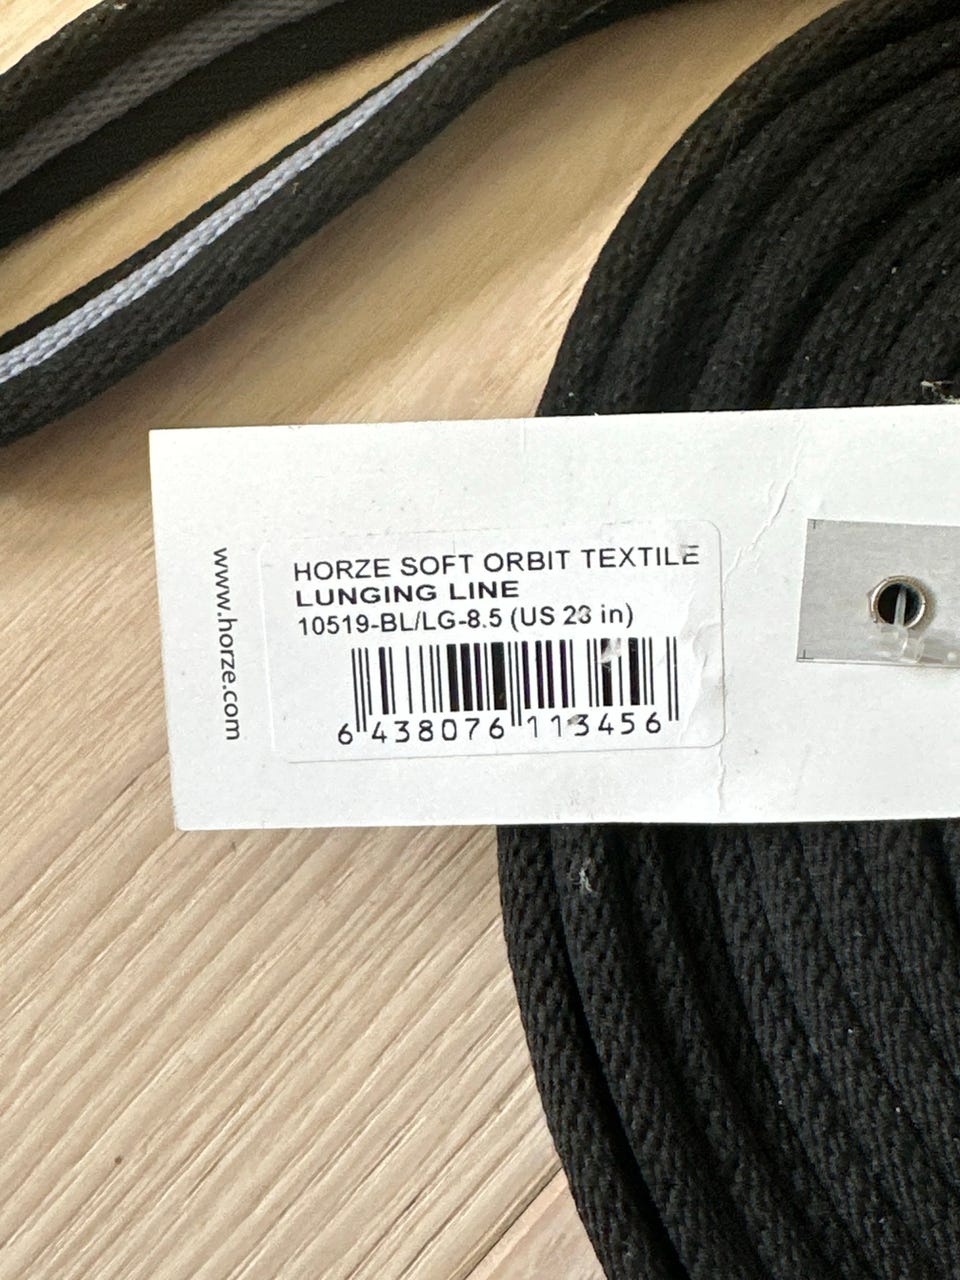 www.horze.com
HORZE SOFT ORBIT TEXTILE
LUNGING LINE
10519-BL/LG-8.5 (US 28 in)
6 438076 113456